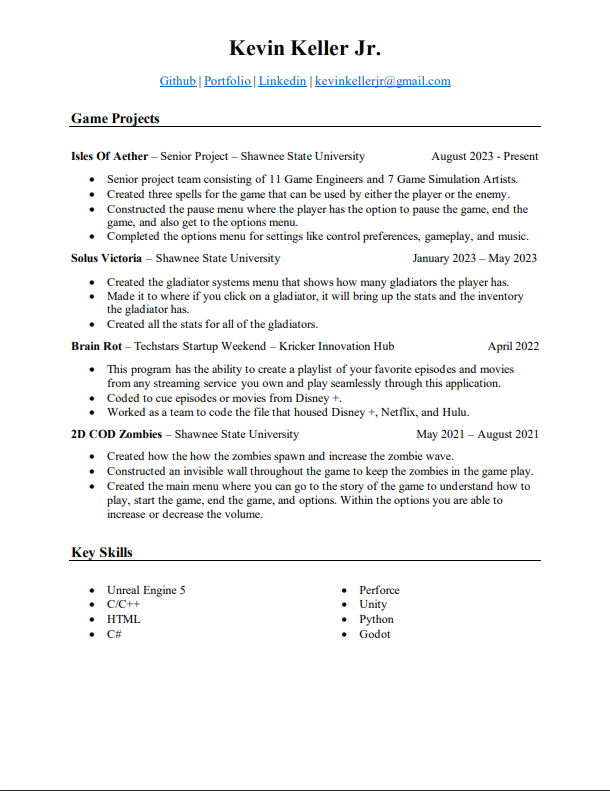 Kevin Keller Jr.
Github | Portfolio | Linkedin | kevinkellerjr@gmail.com
Game Projects
Isles Of Aether – Senior Project – Shawnee State University August 2023 - Present
• Senior project team consisting of 11 Game Engineers and 7 Game Simulation Artists.
• Created three spells for the game that can be used by either the player or the enemy.
• Constructed the pause menu where the player has the option to pause the game, end the
game, and also get to the options menu.
• Completed the options menu for settings like control preferences, gameplay, and music.
Solus Victoria – Shawnee State University January 2023 – May 2023
• Created the gladiator systems menu that shows how many gladiators the player has.
• Made it to where if you click on a gladiator, it will bring up the stats and the inventory
the gladiator has.
• Created all the stats for all of the gladiators.
Brain Rot – Techstars Startup Weekend – Kricker Innovation Hub April 2022
• This program has the ability to create a playlist of your favorite episodes and movies
from any streaming service you own and play seamlessly through this application.
• Coded to cue episodes or movies from Disney +.
• Worked as a team to code the file that housed Disney +, Netflix, and Hulu.
2D COD Zombies – Shawnee State University May 2021 – August 2021
• Created how the how the zombies spawn and increase the zombie wave.
• Constructed an invisible wall throughout the game to keep the zombies in the game play.
• Created the main menu where you can go to the story of the game to understand how to
play, start the game, end the game, and options. Within the options you are able to
increase or decrease the volume.
Key Skills
• Unreal Engine 5
• C/C++
• HTML
• C#
• Perforce
• Unity
• Python
• Godot